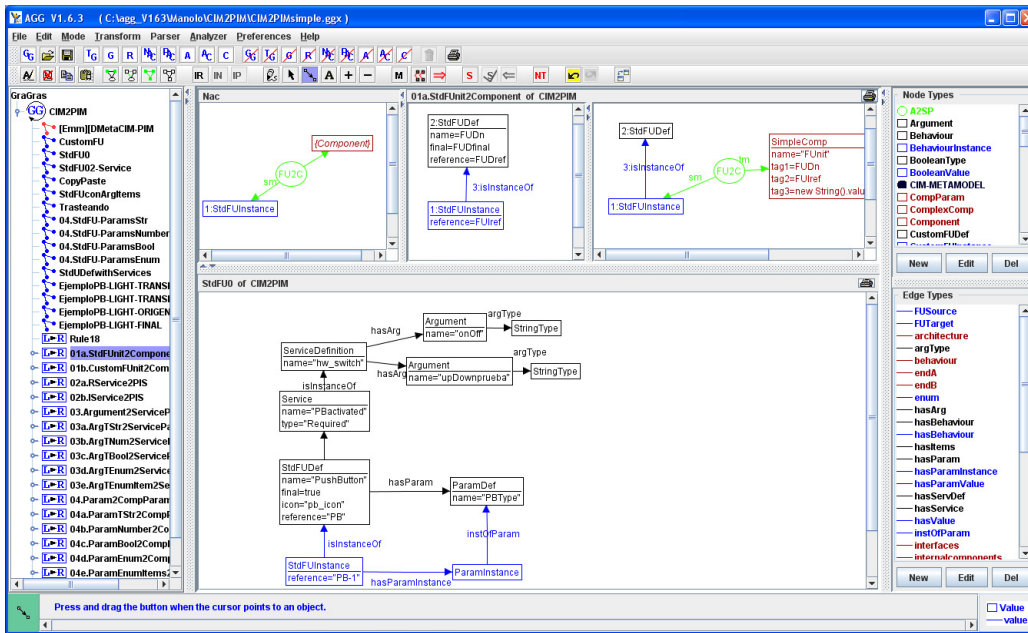 AGG V1.6.3 ( C:\agg_V163\Manolo\CIM2PIM\CIM2PIMsimple.ggx )
File Edit Mode Transform Parser Analyzer Preferences Help
GraGras
CIM2PIM
[Emm][DMetaCIM-PIM
CustomFU
StdFU0
StdFU02-Service
CopyPaste
StdFUconArgItems
Trasteando
04.StdFU-ParamsStr
04.StdFU-ParamsNumber
04.StdFU-ParamsBool
04.StdFU-ParamsEnum
StdUDefwithServices
EjemploPB-LIGHT-TRANSI
EjemploPB-LIGHT-TRANSI
EjemploPB-LIGHT-ORIGEN
EjemploPB-LIGHT-FINAL
L►R Rule18
L►R 01a.StdFUnit2Compone
L►R 01b.CustomFUnit2Com
L►R 02a.RService2PIS
L►R 02b.IService2PIS
L►R 03.Argument2ServiceP
L►R 03a.ArgTStr2ServicePa
L►R 03b.ArgTNum2ServiceI
L►R 03c.ArgTBool2ServiceP
L►R 03d.ArgTEnum2Service
L►R 03e.ArgTEnumItem2Se
L►R 04.Param2CompParam
L►R 04a.ParamTStr2CompI
L►R 04b.ParamNumber2Co
L►R 04c.ParamBool2Compl
L►R 04d.ParamEnum2Comp
L►R 04e.ParamEnumItems2
Nac
{Component}
FU2C
sm
1:StdFUInstance
01a.StdFUnit2Component of CIM2PIM
2:StdFUDef
name=FUDn
final=FUDfinal
reference=FUDref
3:isInstanceOf
1:StdFUInstance
reference=FUIref
2:StdFUDef
3:isInstanceOf
sm
FU2C
tm
1:StdFUInstance
SimpleComp
name="FUnit"
tag1=FUDn
tag2=FUIref
tag3=new String().valu
StdFU0 of CIM2PIM
Argument
name="onOff"
argType
StringType
hasArg
ServiceDefinition
name="hw_switch"
hasArg
Argument
name="upDownprueba"
argType
StringType
isInstanceOf
Service
name="PBactivated"
type="Required"
StdFUDef
name="PushButton"
final=true
icon="pb_icon"
reference="PB"
hasParam
ParamDef
name="PBType"
isInstanceOf
instOfParam
StdFUInstance
reference="PB-1"
hasParamInstance
ParamInstance
Node Types
A2SP
Argument
Behaviour
BehaviourInstance
BooleanType
BooleanValue
CIM-METAMODEL
CompParam
ComplexComp
Component
CustomFUDef
New Edit Del
Edge Types
FUSource
FUTarget
architecture
argType
behaviour
endA
endB
enum
hasArg
hasBehaviour
hasBehaviour
hasItems
hasParam
hasParamInstance
hasParamValue
hasServDef
hasService
hasValue
instOfParam
interfaces
internalcomponents
New Edit Del
Press and drag the button when the cursor points to an object.
Value
value